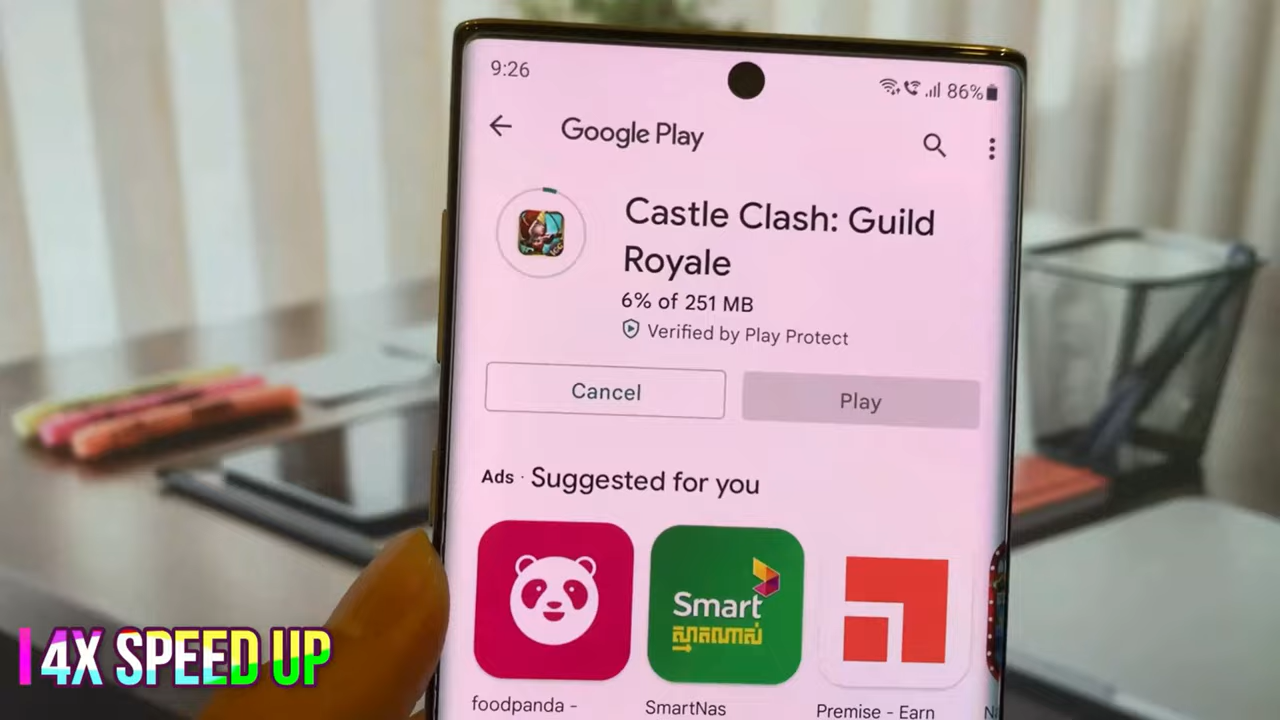 9:26
86%
Google Play
Castle Clash: Guild
Royale
6% of 251 MB
Verified by Play Protect
Cancel
Play
Ads · Suggested for you
Smart
ស្មាតណាស់
foodpanda -
SmartNas
Premise - Earn
4X SPEED UP